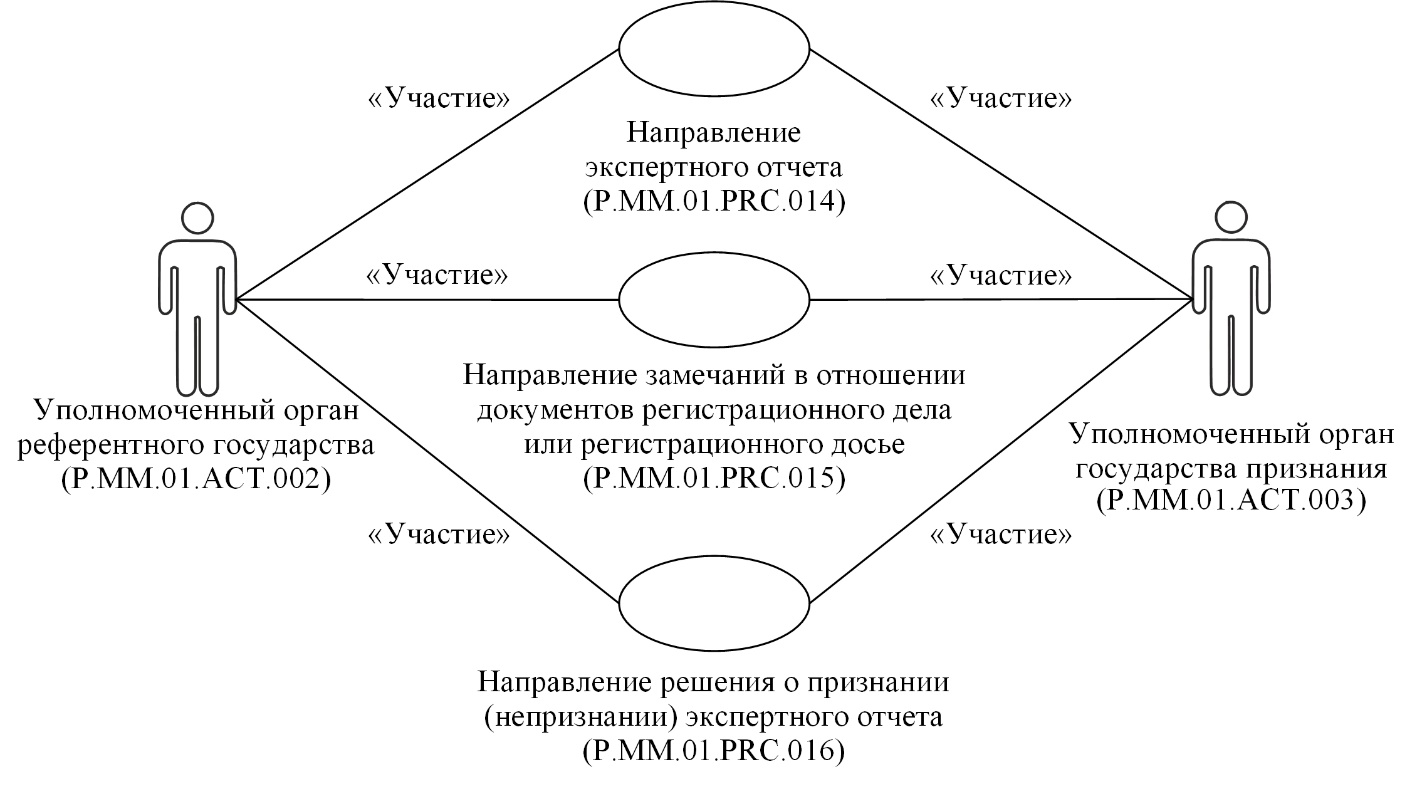 «Участие»
«Участие»
Направление
экспертного отчета
(P.MM.01.PRC.014)
«Участие»
«Участие»
Направление замечаний в отношении
документов регистрационного дела
или регистрационного досье
(P.MM.01.PRC.015)
Уполномоченный орган
референтного государства
(P.MM.01.ACT.002)
Уполномоченный орган
государства признания
(P.MM.01.ACT.003)
«Участие»
«Участие»
Направление решения о признании
(непризнании) экспертного отчета
(P.MM.01.PRC.016)